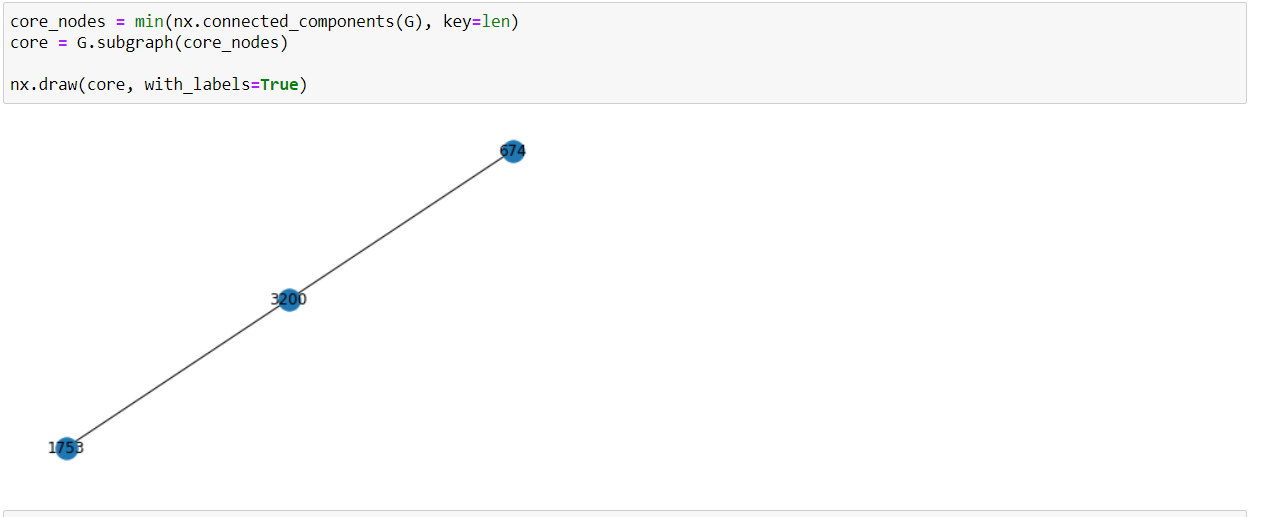 core_nodes = min(nx.connected_components(G), key=len)
core = G.subgraph(core_nodes)
nx.draw(core, with_labels=True)
674
3200
1753